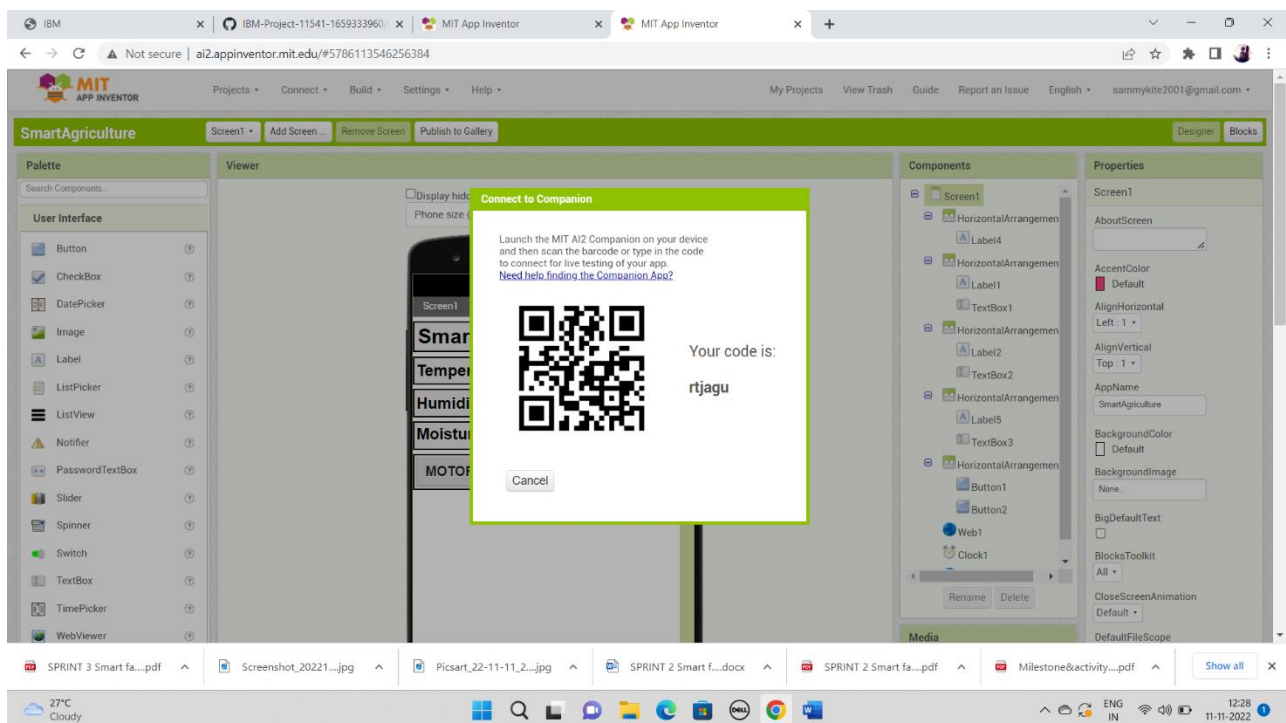 IBM
IBM-Project-11541-1659333960/
MIT App Inventor
MIT App Inventor
Not secure | ai2.appinventor.mit.edu/#5786113546256384
MIT
APP INVENTOR
Projects Connect Build Settings Help My Projects View Trash Guide Report an Issue English sammykite2001@gmail.com
SmartAgriculture Screen1 Add Screen ... Remove Screen Publish to Gallery Designer Blocks
Palette
Search Components...
User Interface
Button
CheckBox
DatePicker
Image
Label
ListPicker
ListView
Notifier
PasswordTextBox
Slider
Spinner
Switch
TextBox
TimePicker
WebViewer
Viewer
Display hidd
Phone size (
Screen1
Smar
Temper
Humidi
Moistu
MOTOR
Connect to Companion
Launch the MIT AI2 Companion on your device
and then scan the barcode or type in the code
to connect for live testing of your app.
Need help finding the Companion App?
Your code is:
rtjagu
Cancel
Components
Screen1
HorizontalArrangemen
Label4
HorizontalArrangemen
Label1
TextBox1
HorizontalArrangemen
Label2
TextBox2
HorizontalArrangemen
Label5
TextBox3
HorizontalArrangemen
Button1
Button2
Web1
Clock1
Rename Delete
Media
Properties
Screen1
AboutScreen
AccentColor
Default
AlignHorizontal
Left : 1
AlignVertical
Top : 1
AppName
SmartAgriculture
BackgroundColor
Default
BackgroundImage
None...
BigDefaultText
BlocksToolkit
All
CloseScreenAnimation
Default
DefaultFileScope
SPRINT 3 Smart fa....pdf Screenshot_20221....jpg Picsart_22-11-11_2....jpg SPRINT 2 Smart f....docx SPRINT 2 Smart fa....pdf Milestone&activity....pdf Show all
27°C
Cloudy
DELL
ENG
IN
12:28
11-11-2022
1